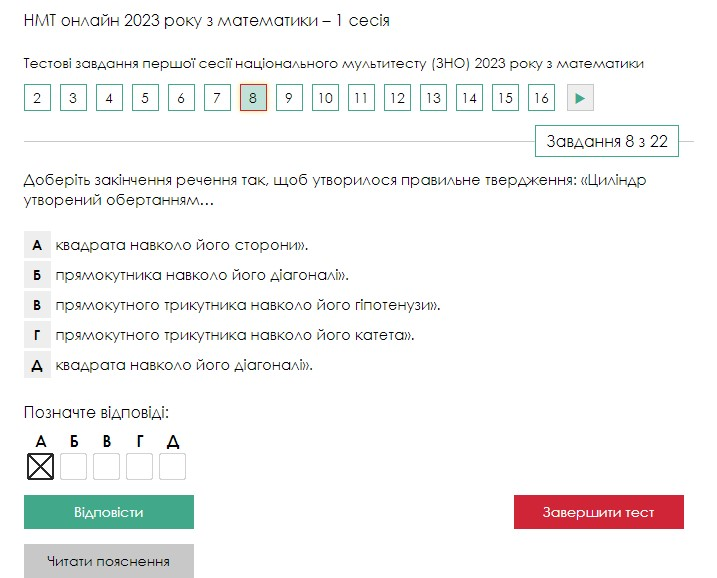 НМТ онлайн 2023 року з математики – 1 сесія
Тестові завдання першої сесії національного мультитесту (ЗНО) 2023 року з математики
2 3 4 5 6 7 8 9 10 11 12 13 14 15 16
Завдання 8 з 22
Доберіть закінчення речення так, щоб утворилося правильне твердження: «Циліндр
утворений обертанням…
А квадрата навколо його сторони».
Б прямокутника навколо його діагоналі».
В прямокутного трикутника навколо його гіпотенузи».
Г прямокутного трикутника навколо його катета».
Д квадрата навколо його діагоналі».
Позначте відповіді:
А Б В Г Д
Відповісти
Завершити тест
Читати пояснення